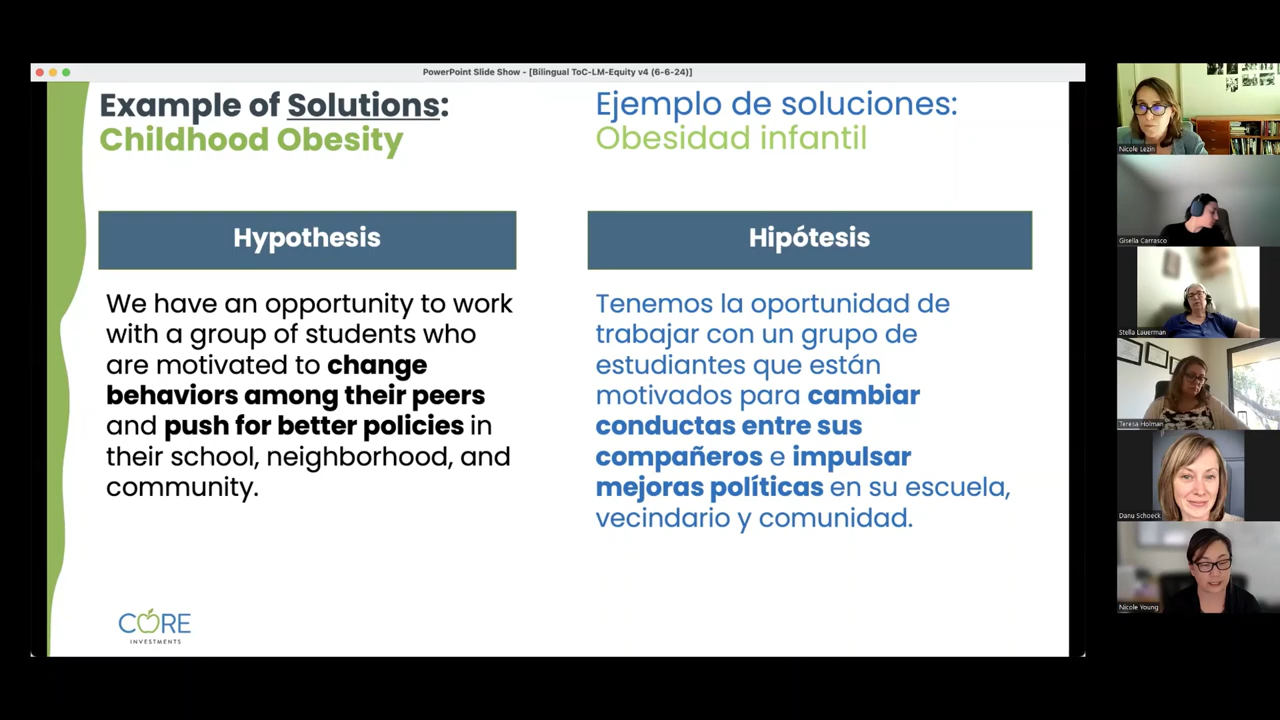 PowerPoint Slide Show - [Bilingual ToC-LM-Equity v4 (6-6-24)]
Example of Solutions:
Childhood Obesity
Hypothesis
We have an opportunity to work
with a group of students who
are motivated to change
behaviors among their peers
and push for better policies in
their school, neighborhood, and
community.
Ejemplo de soluciones:
Obesidad infantil
Hipótesis
Tenemos la oportunidad de
trabajar con un grupo de
estudiantes que están
motivados para cambiar
conductas entre sus
compañeros e impulsar
mejoras políticas en su escuela,
vecindario y comunidad.
CORE
INVESTMENTS
Nicole Lezin
Gisella Carrasco
Stella Lauerman
Teresa Holman
Danu Schoeck
Nicole Young